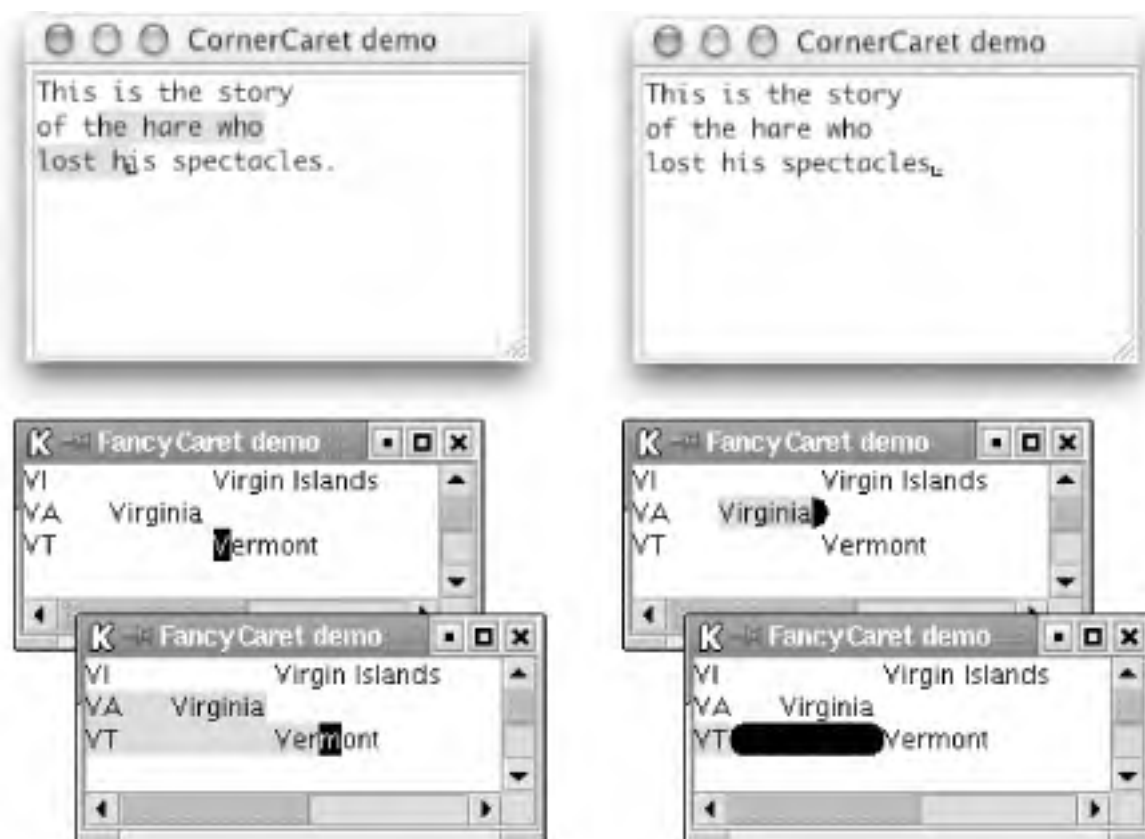 CornerCaret demo
This is the story
of the hare who
lost his spectacles.
CornerCaret demo
This is the story
of the hare who
lost his spectacles.
FancyCaret demo
VI Virgin Islands
VA Virginia
VT Vermont
FancyCaret demo
VI Virgin Islands
VA Virginia
VT Vermont
FancyCaret demo
VI Virgin Islands
VA Virginia
VT Vermont
FancyCaret demo
VI Virgin Islands
VA Virginia
VT Vermont